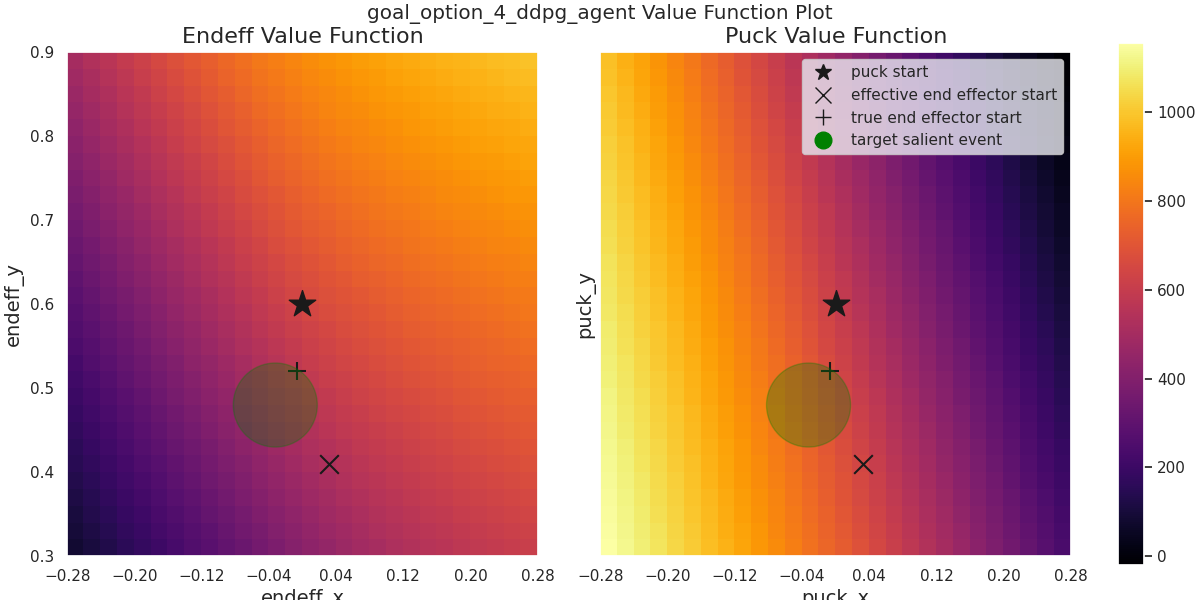 goal_option_4_ddpg_agent Value Function Plot
Endeff Value Function
Puck Value Function
0.9
0.8
0.7
0.6
0.5
0.4
0.3
endeff_y
−0.28 −0.20 −0.12 −0.04 0.04 0.12 0.20 0.28
endeff_x
puck_y
puck start
effective end effector start
true end effector start
target salient event
−0.28 −0.20 −0.12 −0.04 0.04 0.12 0.20 0.28
puck_x
1000
800
600
400
200
0